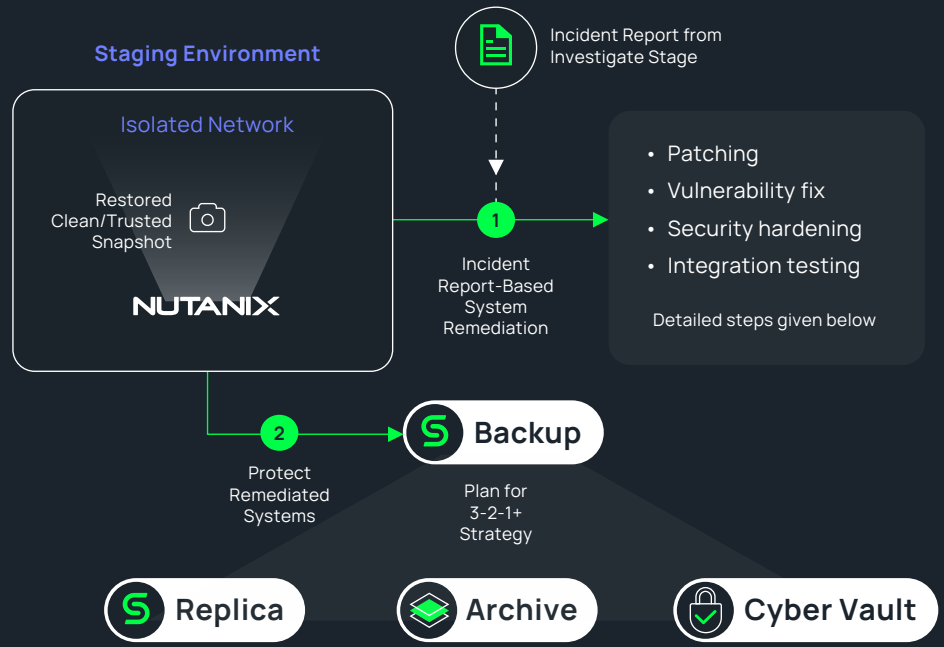 Staging Environment
Incident Report from
Investigate Stage
Isolated Network
Restored
Clean/Trusted
Snapshot
NUTANIX
1
Incident
Report-Based
System
Remediation
• Patching
• Vulnerability fix
• Security hardening
• Integration testing
Detailed steps given below
2
Protect
Remediated
Systems
Backup
Plan for
3-2-1+
Strategy
Replica
Archive
Cyber Vault